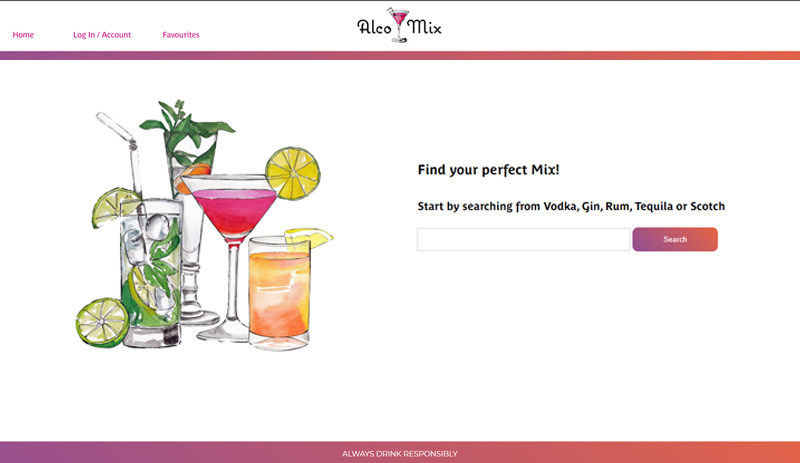 Home
Log In / Account
Favourites
Alco Mix
Find your perfect Mix!
Start by searching from Vodka, Gin, Rum, Tequila or Scotch
Search
ALWAYS DRINK RESPONSIBLY